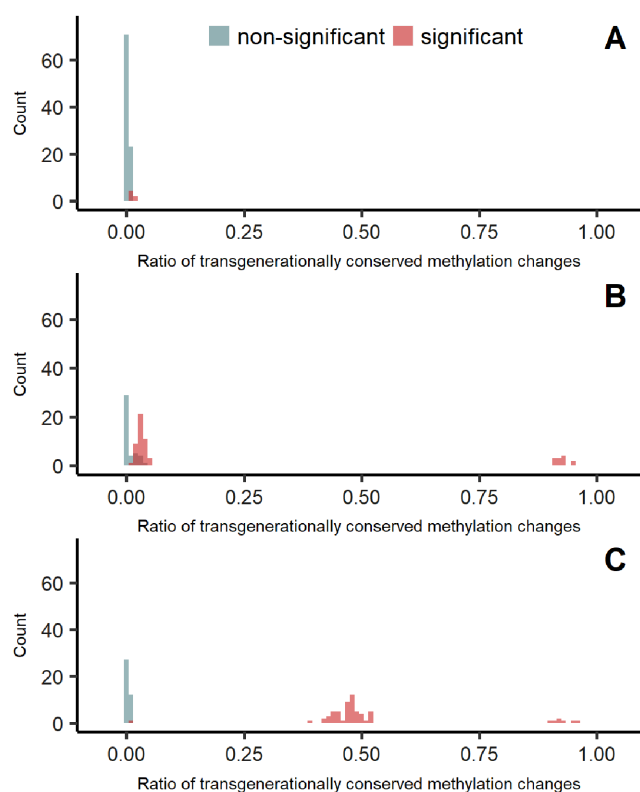 non-significant significant A
60
40
20
0
Count
0.00 0.25 0.50 0.75 1.00
Ratio of transgenerationally conserved methylation changes
B
60
40
20
0
Count
0.00 0.25 0.50 0.75 1.00
Ratio of transgenerationally conserved methylation changes
C
60
40
20
0
Count
0.00 0.25 0.50 0.75 1.00
Ratio of transgenerationally conserved methylation changes